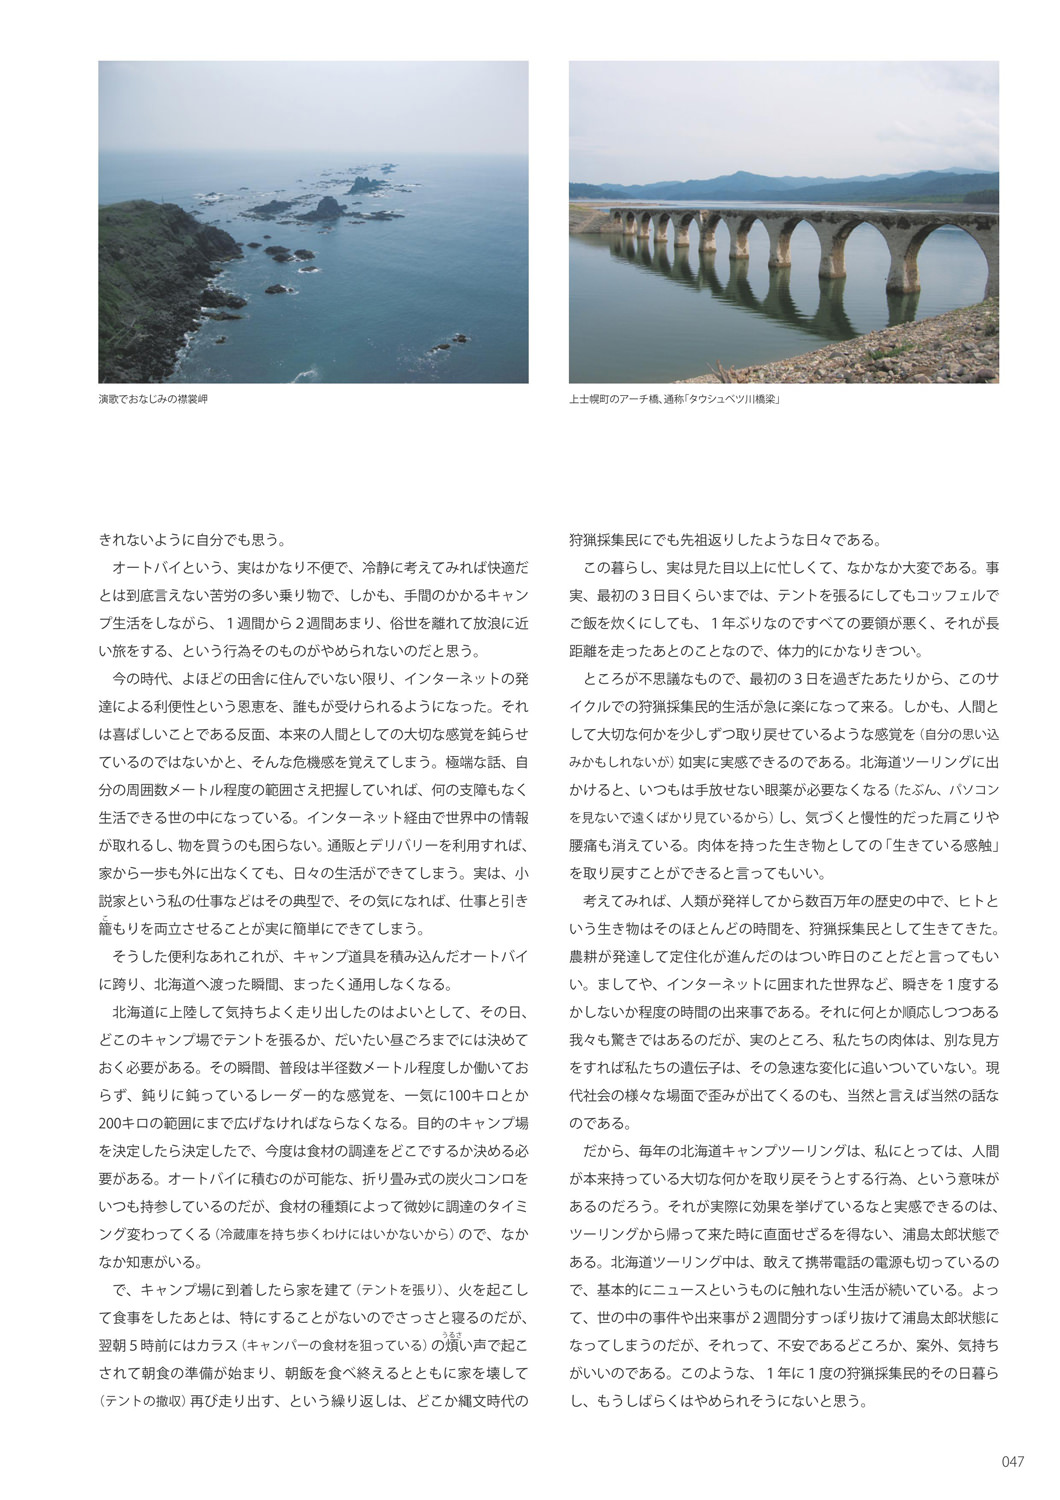 演歌でおなじみの襟裳岬
上士幌町のアーチ橋、通称「タウシュベツ川橋梁」
きれないように自分でも思う。
　オートバイという、実はかなり不便で、冷静に考えてみれば快適だ
とは到底言えない苦労の多い乗り物で、しかも、手間のかかるキャン
プ生活をしながら、１週間から２週間あまり、俗世を離れて放浪に近
い旅をする、という行為そのものがやめられないのだと思う。
　今の時代、よほどの田舎に住んでいない限り、インターネットの発
達による利便性という恩恵を、誰もが受けられるようになった。それ
は喜ばしいことである反面、本来の人間としての大切な感覚を鈍らせ
ているのではないかと、そんな危機感を覚えてしまう。極端な話、自
分の周囲数メートル程度の範囲さえ把握していれば、何の支障もなく
生活できる世の中になっている。インターネット経由で世界中の情報
が取れるし、物を買うのも困らない。通販とデリバリーを利用すれば、
家から一歩も外に出なくても、日々の生活ができてしまう。実は、小
説家という私の仕事などはその典型で、その気になれば、仕事と引き
こ
籠もりを両立させることが実に簡単にできてしまう。
　そうした便利なあれこれが、キャンプ道具を積み込んだオートバイ
に跨り、北海道へ渡った瞬間、まったく通用しなくなる。
　北海道に上陸して気持ちよく走り出したのはよいとして、その日、
どこのキャンプ場でテントを張るか、だいたい昼ごろまでには決めて
おく必要がある。その瞬間、普段は半径数メートル程度しか働いてお
らず、鈍りに鈍っているレーダー的な感覚を、一気に100キロとか
200キロの範囲にまで広げなければならなくなる。目的のキャンプ場
を決定したら決定したで、今度は食材の調達をどこでするか決める必
要がある。オートバイに積むのが可能な、折り畳み式の炭火コンロを
いつも持参しているのだが、食材の種類によって微妙に調達のタイミ
ング変わってくる（冷蔵庫を持ち歩くわけにはいかないから）ので、なか
なか知恵がいる。
　で、キャンプ場に到着したら家を建て（テントを張り）、火を起こし
て食事をしたあとは、特にすることがないのでさっさと寝るのだが、
うるさ
翌朝５時前にはカラス（キャンパーの食材を狙っている）の煩い声で起こ
されて朝食の準備が始まり、朝飯を食べ終えるとともに家を壊して
（テントの撤収）再び走り出す、という繰り返しは、どこか縄文時代の
狩猟採集民にでも先祖返りしたような日々である。
　この暮らし、実は見た目以上に忙しくて、なかなか大変である。事
実、最初の３日目くらいまでは、テントを張るにしてもコッフェルで
ご飯を炊くにしても、１年ぶりなのですべての要領が悪く、それが長
距離を走ったあとのことなので、体力的にかなりきつい。
　ところが不思議なもので、最初の３日を過ぎたあたりから、このサ
イクルでの狩猟採集民的生活が急に楽になって来る。しかも、人間と
して大切な何かを少しずつ取り戻せているような感覚を（自分の思い込
みかもしれないが）如実に実感できるのである。北海道ツーリングに出
かけると、いつもは手放せない眼薬が必要なくなる（たぶん、パソコン
を見ないで遠くばかり見ているから）し、気づくと慢性的だった肩こりや
腰痛も消えている。肉体を持った生き物としての「生きている感触」
を取り戻すことができると言ってもいい。
　考えてみれば、人類が発祥してから数百万年の歴史の中で、ヒトと
いう生き物はそのほとんどの時間を、狩猟採集民として生きてきた。
農耕が発達して定住化が進んだのはつい昨日のことだと言ってもい
い。ましてや、インターネットに囲まれた世界など、瞬きを１度する
かしないか程度の時間の出来事である。それに何とか順応しつつある
我々も驚きではあるのだが、実のところ、私たちの肉体は、別な見方
をすれば私たちの遺伝子は、その急速な変化に追いついていない。現
代社会の様々な場面で歪みが出てくるのも、当然と言えば当然の話な
のである。
　だから、毎年の北海道キャンプツーリングは、私にとっては、人間
が本来持っている大切な何かを取り戻そうとする行為、という意味が
あるのだろう。それが実際に効果を挙げているなと実感できるのは、
ツーリングから帰って来た時に直面せざるを得ない、浦島太郎状態で
ある。北海道ツーリング中は、敢えて携帯電話の電源も切っているの
で、基本的にニュースというものに触れない生活が続いている。よっ
て、世の中の事件や出来事が２週間分すっぽり抜けて浦島太郎状態に
なってしまうのだが、それって、不安であるどころか、案外、気持ち
がいいのである。このような、１年に１度の狩猟採集民的その日暮ら
し、もうしばらくはやめられそうにないと思う。
047